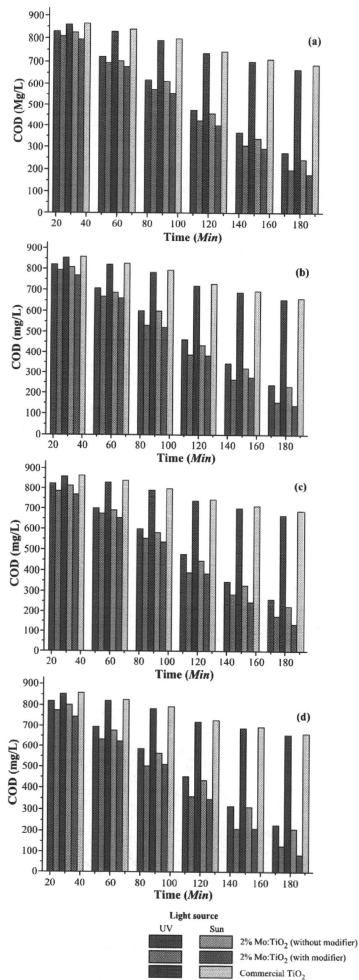 (a)
COD (Mg/L)
900
800
700
600
500
400
300
200
100
0
20 40 60 80 100 120 140 160 180
Time (Min)
(b)
COD (mg/L)
900
800
700
600
500
400
300
200
100
0
20 40 60 80 100 120 140 160 180
Time (Min)
(c)
COD (mg/L)
900
800
700
600
500
400
300
200
100
0
20 40 60 80 100 120 140 160 180
Time (Min)
(d)
COD (mg/L)
900
800
700
600
500
400
300
200
100
0
20 40 60 80 100 120 140 160 180
Time (Min)
Light source
UV Sun
2% Mo:TiO₂ (without modifier)
2% Mo:TiO₂ (with modifier)
Commercial TiO₂